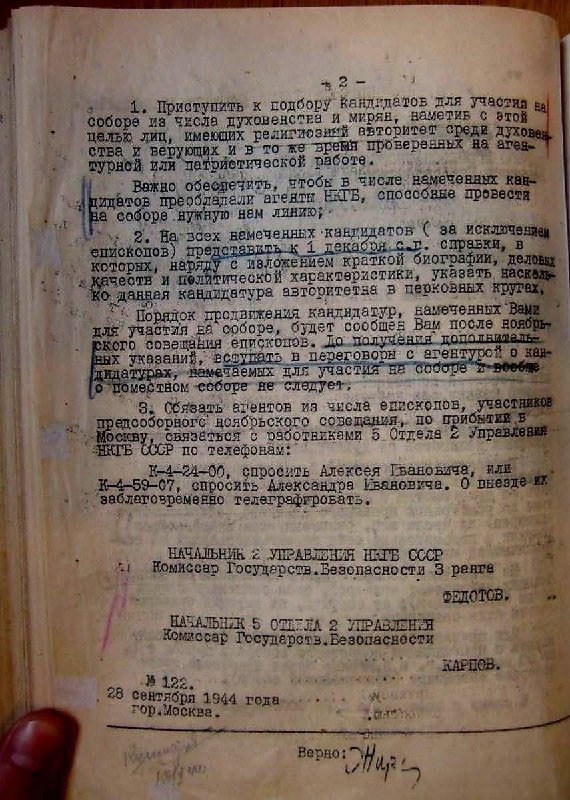 - 2 -
1. Приступить к подбору кандидатов для участия на
соборе из числа духовенства и мирян, наметив с этой
целью лиц, имеющих религиозный авторитет среди духовен-
ства и верующих и в то же время проверенных на аген-
турной или патриотической работе.
Важно обеспечить, чтобы в числе намеченных кан-
дидатов преобладали агенты НКГБ, способные провести
на соборе нужную нам линию;
2. На всех намеченных кандидатов ( за исключением
епископов) представить к 1 декабря с.г. справки, в
которых, наряду с изложением краткой биографии, деловых
качеств и политической характеристики, указать насколь-
ко данная кандидатура авторитетна в церковных кругах.
Порядок продвижения кандидатур, намеченных Вами
для участия на соборе, будет сообщен Вам после ноябрь-
ского совещания епископов. До получения дополнитель-
ных указаний, вступать в переговоры с агентурой о кан-
дидатурах, намечаемых для участия на соборе и вообще
о поместном соборе не следует.
3. Обязать агентов из числа епископов, участников
предсоборного ноябрьского совещания, по прибытии в
Москву, связаться с работниками 5 Отдела 2 Управления
НКГБ СССР по телефонам:
К-4-24-00, спросить Алексея Ивановича, или
К-4-59-07, спросить Александра Ивановича. О выезде их
заблаговременно телеграфировать.
НАЧАЛЬНИК 2 УПРАВЛЕНИЯ НКГБ СССР
Комиссар Государств.Безопасности 3 ранга
ФЕДОТОВ.
НАЧАЛЬНИК 5 ОТДЕЛА 2 УПРАВЛЕНИЯ
Комиссар Государств.Безопасности
КАРПОВ.
№ 122.
28 сентября 1944 года
гор.Москва.
Верно: